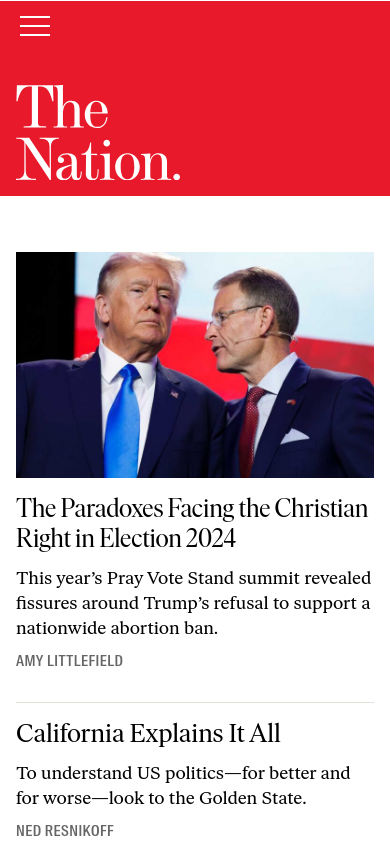 The
Nation.
The Paradoxes Facing the Christian
Right in Election 2024
This year’s Pray Vote Stand summit revealed
fissures around Trump’s refusal to support a
nationwide abortion ban.
AMY LITTLEFIELD
California Explains It All
To understand US politics—for better and
for worse—look to the Golden State.
NED RESNIKOFF